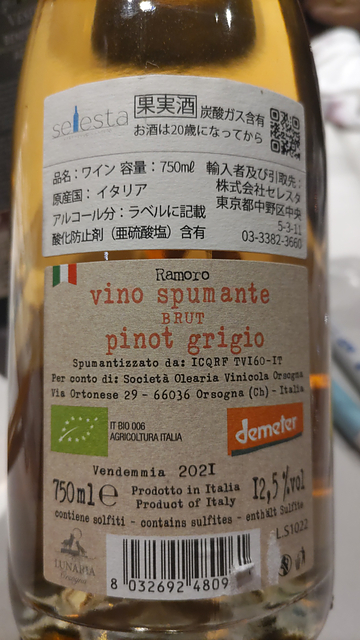 selesta
果実酒 炭酸ガス含有
お酒は20歳になってから
品名：ワイン 容量：750㎖
原産国：イタリア
アルコール分：ラベルに記載
酸化防止剤（亜硫酸塩）含有
輸入者及び引取先：
株式会社セレスタ
東京都中野区中央
5-3-11
03-3382-3660
Ramoro
vino spumante
BRUT
pinot grigio
Spumantizzato da: ICQRF TVI60-IT
Per conto di: Società Olearia Vinicola Orsogna
Via Ortonese 29 - 66036 Orsogna (Ch) - Italia
IT BIO 006
AGRICOLTURA ITALIA
demeter
Vendemmia 2021
750ml e
Prodotto in Italia
Product of Italy
12,5%vol
contiene solfiti - contains sulfites - enthält Sulfite
L.S1022
LUNARIA
8 032692 4809